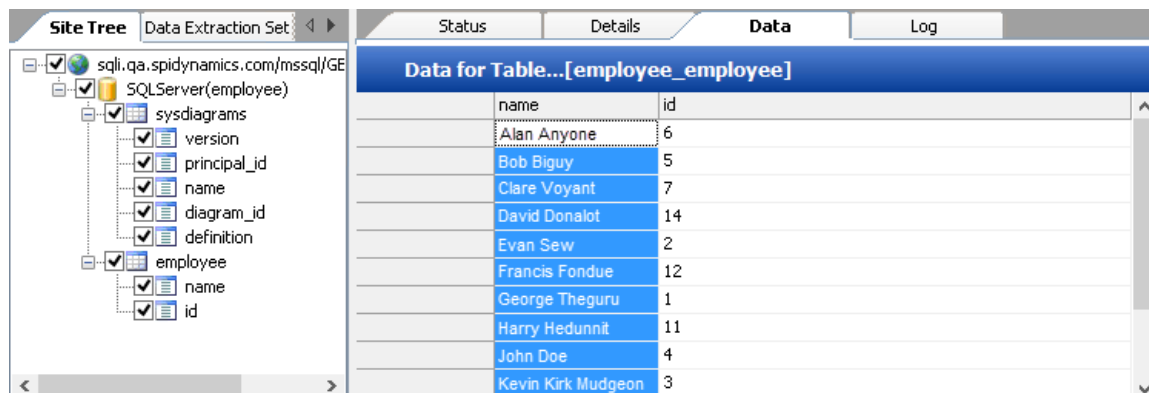 Site Tree Data Extraction Set
sqli.qa.spidynamics.com/mssql/GE
SQLServer(employee)
sysdiagrams
version
principal_id
name
diagram_id
definition
employee
name
id
Status Details Data Log
Data for Table...[employee_employee]
name id
Alan Anyone 6
Bob Biguy 5
Clare Voyant 7
David Donalot 14
Evan Sew 2
Francis Fondue 12
George Theguru 1
Harry Hedunnit 11
John Doe 4
Kevin Kirk Mudgeon 3